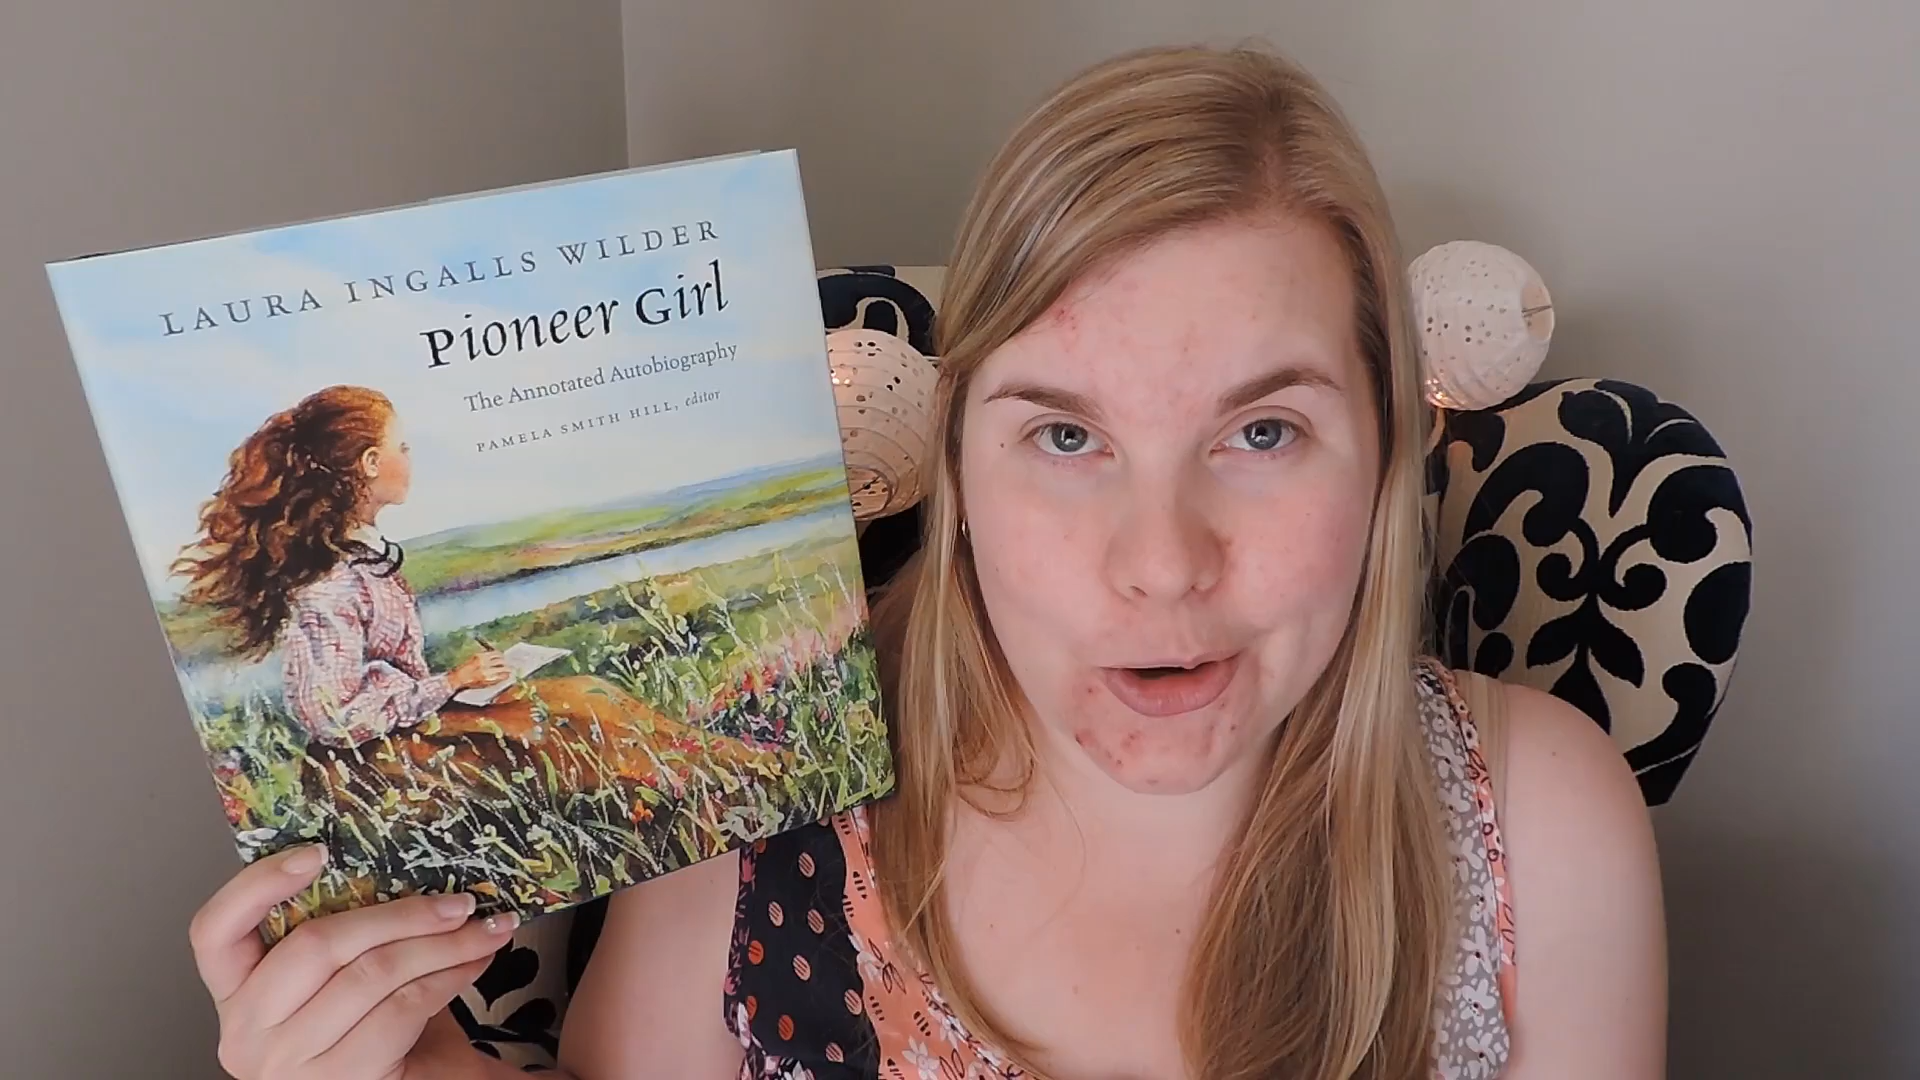 LAURA INGALLS WILDER
Pioneer Girl
The Annotated Autobiography
PAMELA SMITH HILL, editor